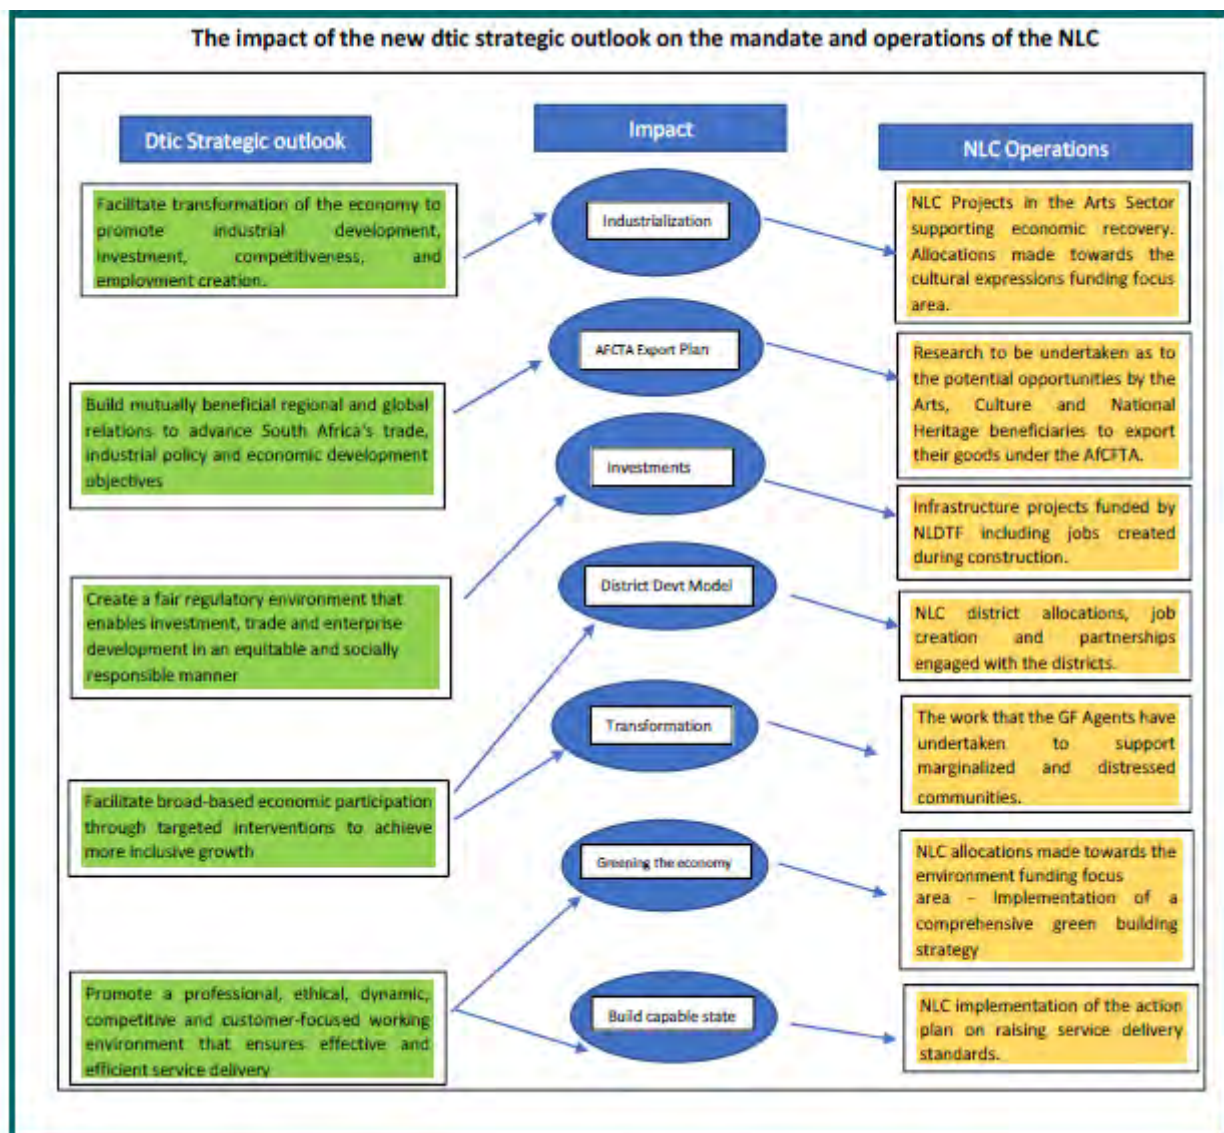 The impact of the new dtic strategic outlook on the mandate and operations of the NLC
Dtic Strategic outlook
Facilitate transformation of the economy to
promote industrial development,
investment, competitiveness, and
employment creation.
Build mutually beneficial regional and global
relations to advance South Africa's trade,
industrial policy and economic development
objectives
Create a fair regulatory environment that
enables investment, trade and enterprise
development in an equitable and socially
responsible manner
Facilitate broad-based economic participation
through targeted interventions to achieve
more inclusive growth
Promote a professional, ethical, dynamic,
competitive and customer-focused working
environment that ensures effective and
efficient service delivery
Impact
Industrialization
AFCTA Export Plan
Investments
District Devt Model
Transformation
Greening the economy
Build capable state
NLC Operations
NLC Projects in the Arts Sector
supporting economic recovery.
Allocations made towards the
cultural expressions funding focus
area.
Research to be undertaken as to
the potential opportunities by the
Arts, Culture and National
Heritage beneficiaries to export
their goods under the AfCFTA.
Infrastructure projects funded by
NLDTF including jobs created
during construction.
NLC district allocations, job
creation and partnerships
engaged with the districts.
The work that the GF Agents have
undertaken to support
marginalized and distressed
communities.
NLC allocations made towards the
environment funding focus
area – Implementation of a
comprehensive green building
strategy
NLC implementation of the action
plan on raising service delivery
standards.